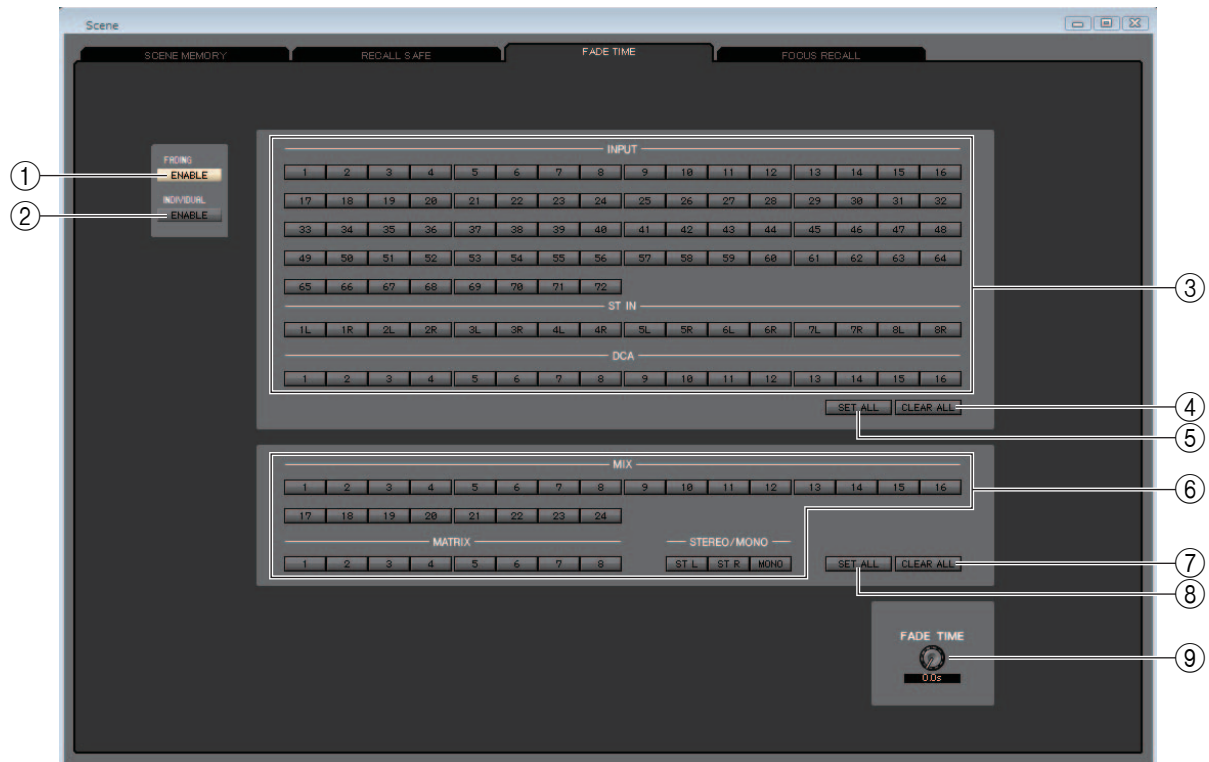 Scene
SCENE MEMORY RECALL SAFE FADE TIME FOCUS RECALL
FADING
① ENABLE
INDIVIDUAL
② ENABLE
INPUT
1 2 3 4 5 6 7 8 9 10 11 12 13 14 15 16
17 18 19 20 21 22 23 24 25 26 27 28 29 30 31 32
33 34 35 36 37 38 39 40 41 42 43 44 45 46 47 48
49 50 51 52 53 54 55 56 57 58 59 60 61 62 63 64
65 66 67 68 69 70 71 72 ③
ST IN
1L 1R 2L 2R 3L 3R 4L 4R 5L 5R 6L 6R 7L 7R 8L 8R
DCA
1 2 3 4 5 6 7 8 9 10 11 12 13 14 15 16
SET ALL CLEAR ALL ④
⑤
MIX
1 2 3 4 5 6 7 8 9 10 11 12 13 14 15 16 ⑥
17 18 19 20 21 22 23 24
MATRIX STEREO/MONO
1 2 3 4 5 6 7 8 ST L ST R MONO SET ALL CLEAR ALL ⑦
⑧
FADE TIME
⑨
0.0s